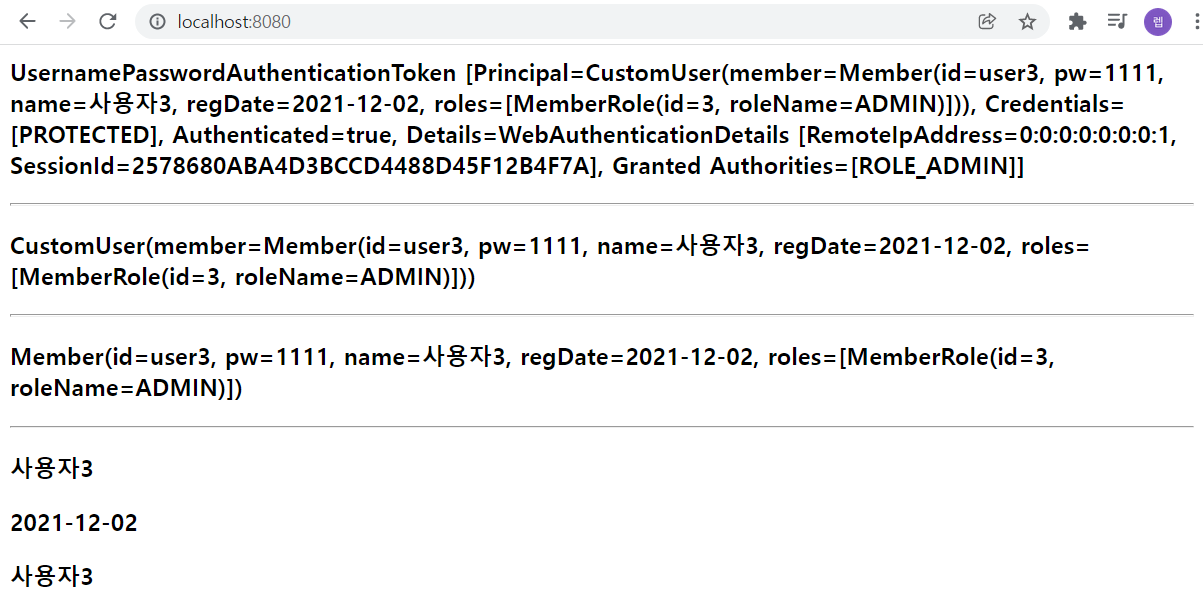 localhost:8080
렙
UsernamePasswordAuthenticationToken [Principal=CustomUser(member=Member(id=user3, pw=1111,
name=사용자3, regDate=2021-12-02, roles=[MemberRole(id=3, roleName=ADMIN)])), Credentials=
[PROTECTED], Authenticated=true, Details=WebAuthenticationDetails [RemoteIpAddress=0:0:0:0:0:0:0:1,
SessionId=2578680ABA4D3BCCD4488D45F12B4F7A], Granted Authorities=[ROLE_ADMIN]]
CustomUser(member=Member(id=user3, pw=1111, name=사용자3, regDate=2021-12-02, roles=
[MemberRole(id=3, roleName=ADMIN)]))
Member(id=user3, pw=1111, name=사용자3, regDate=2021-12-02, roles=[MemberRole(id=3,
roleName=ADMIN)])
사용자3
2021-12-02
사용자3